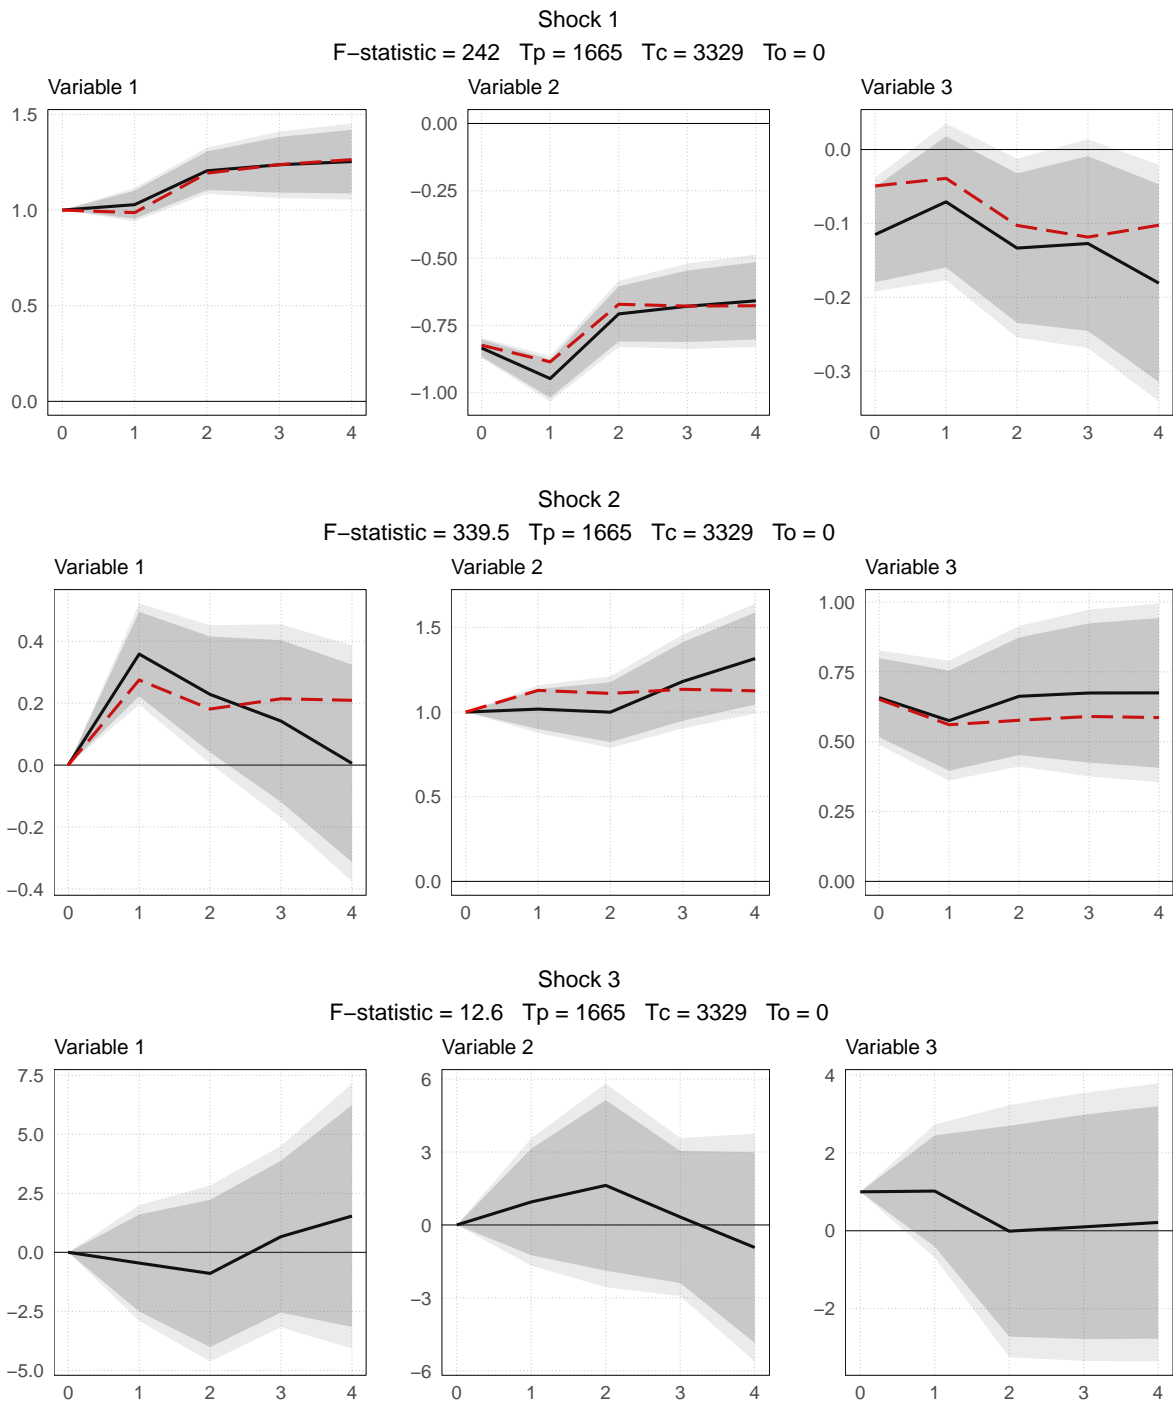 Shock 1
F−statistic = 242 Tp = 1665 Tc = 3329 To = 0
Variable 1 Variable 2 Variable 3
1.5
1.0
0.5
0.0
0 1 2 3 4
0.00
−0.25
−0.50
−0.75
−1.00
0 1 2 3 4
0.0
−0.1
−0.2
−0.3
0 1 2 3 4
Shock 2
F−statistic = 339.5 Tp = 1665 Tc = 3329 To = 0
Variable 1 Variable 2 Variable 3
0.4
0.2
0.0
−0.2
−0.4
0 1 2 3 4
1.5
1.0
0.5
0.0
0 1 2 3 4
1.00
0.75
0.50
0.25
0.00
0 1 2 3 4
Shock 3
F−statistic = 12.6 Tp = 1665 Tc = 3329 To = 0
Variable 1 Variable 2 Variable 3
7.5
5.0
2.5
0.0
−2.5
−5.0
0 1 2 3 4
6
3
0
−3
−6
0 1 2 3 4
4
2
0
−2
0 1 2 3 4